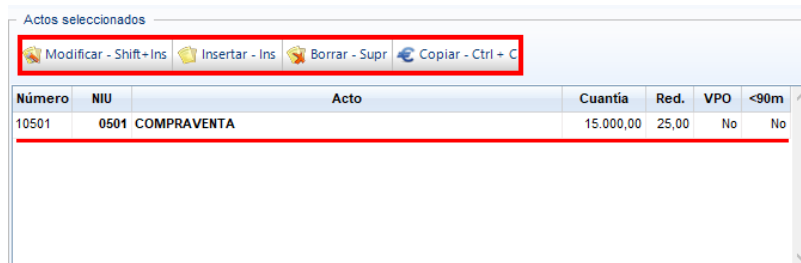 Actos seleccionados
Modificar - Shift+Ins Insertar - Ins Borrar - Supr Copiar - Ctrl + C
Número NIU Acto Cuantía Red. VPO <90m
10501 0501 COMPRAVENTA 15.000,00 25,00 No No